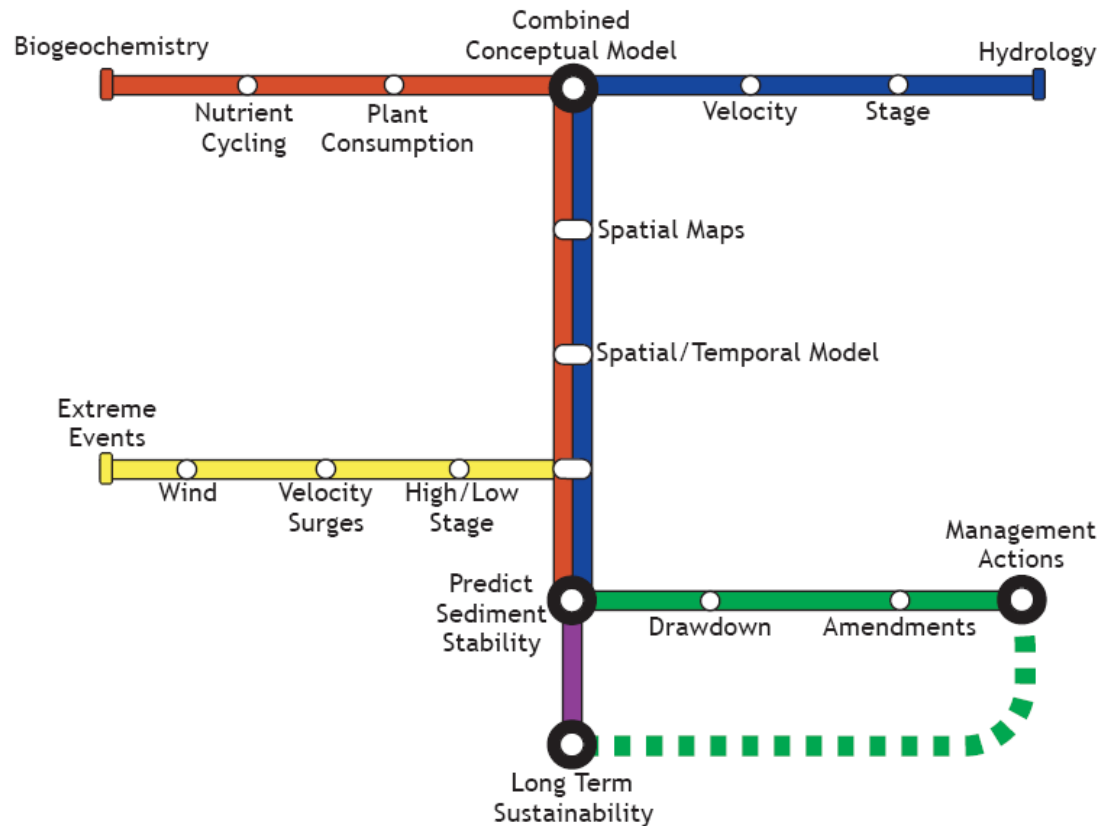 Combined
Conceptual Model
Biogeochemistry
Hydrology
Nutrient
Cycling
Plant
Consumption
Velocity
Stage
Spatial Maps
Spatial/Temporal Model
Extreme
Events
Wind
Velocity
Surges
High/Low
Stage
Management
Actions
Predict
Sediment
Stability
Drawdown
Amendments
Long Term
Sustainability